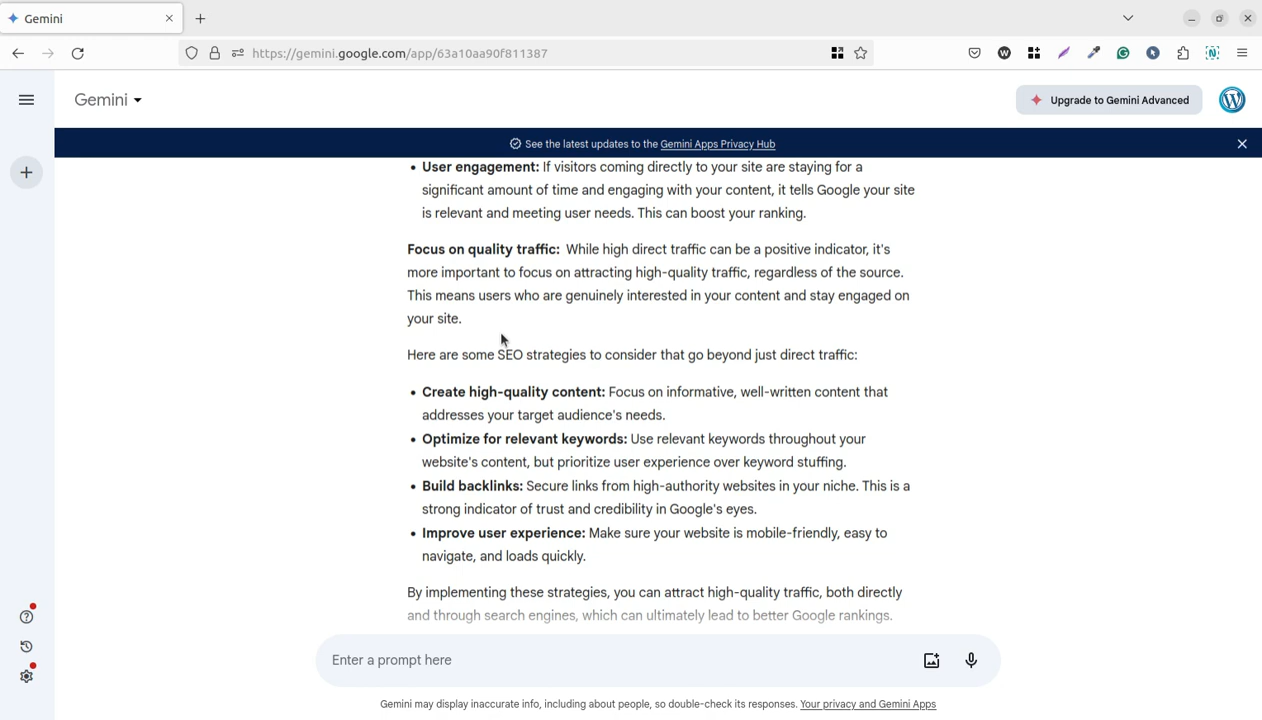 Gemini
https://gemini.google.com/app/63a10aa90f811387
Gemini
Upgrade to Gemini Advanced
See the latest updates to the Gemini Apps Privacy Hub
• User engagement: If visitors coming directly to your site are staying for a
significant amount of time and engaging with your content, it tells Google your site
is relevant and meeting user needs. This can boost your ranking.
Focus on quality traffic: While high direct traffic can be a positive indicator, it's
more important to focus on attracting high-quality traffic, regardless of the source.
This means users who are genuinely interested in your content and stay engaged on
your site.
Here are some SEO strategies to consider that go beyond just direct traffic:
• Create high-quality content: Focus on informative, well-written content that
addresses your target audience's needs.
• Optimize for relevant keywords: Use relevant keywords throughout your
website's content, but prioritize user experience over keyword stuffing.
• Build backlinks: Secure links from high-authority websites in your niche. This is a
strong indicator of trust and credibility in Google's eyes.
• Improve user experience: Make sure your website is mobile-friendly, easy to
navigate, and loads quickly.
By implementing these strategies, you can attract high-quality traffic, both directly
and through search engines, which can ultimately lead to better Google rankings.
Enter a prompt here
Gemini may display inaccurate info, including about people, so double-check its responses. Your privacy and Gemini Apps